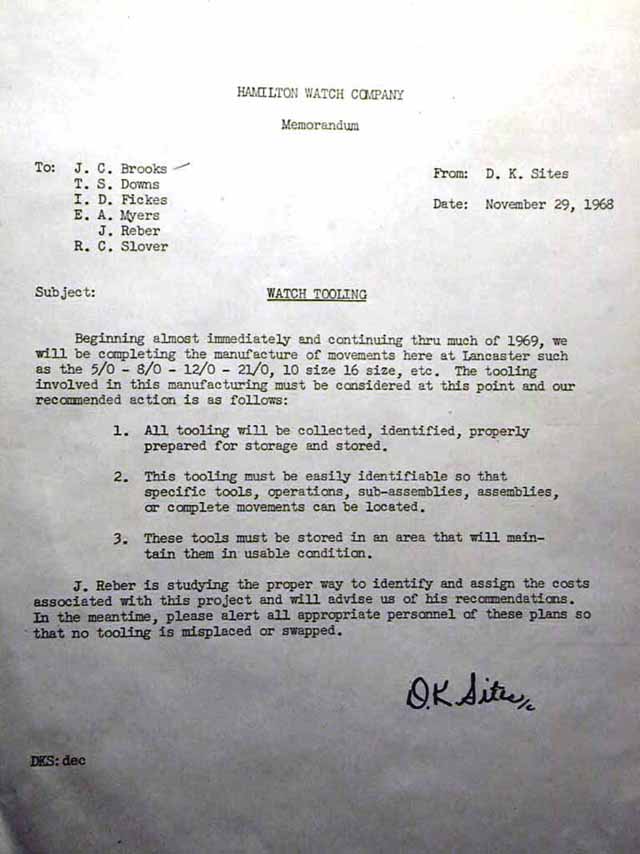 HAMILTON WATCH COMPANY
Memorandum
To: J. C. Brooks
T. S. Downs
I. D. Fickes
E. A. Myers
J. Reber
R. C. Slover
From: D. K. Sites
Date: November 29, 1968
Subject: WATCH TOOLING
Beginning almost immediately and continuing thru much of 1969, we
will be completing the manufacture of movements here at Lancaster such
as the 5/0 - 8/0 - 12/0 - 21/0, 10 size 16 size, etc. The tooling
involved in this manufacturing must be considered at this point and our
recommended action is as follows:
1. All tooling will be collected, identified, properly
prepared for storage and stored.
2. This tooling must be easily identifiable so that
specific tools, operations, sub-assemblies, assemblies,
or complete movements can be located.
3. These tools must be stored in an area that will main-
tain them in usable condition.
J. Reber is studying the proper way to identify and assign the costs
associated with this project and will advise us of his recommendations.
In the meantime, please alert all appropriate personnel of these plans so
that no tooling is misplaced or swapped.
D.K Sites
DKS:dec